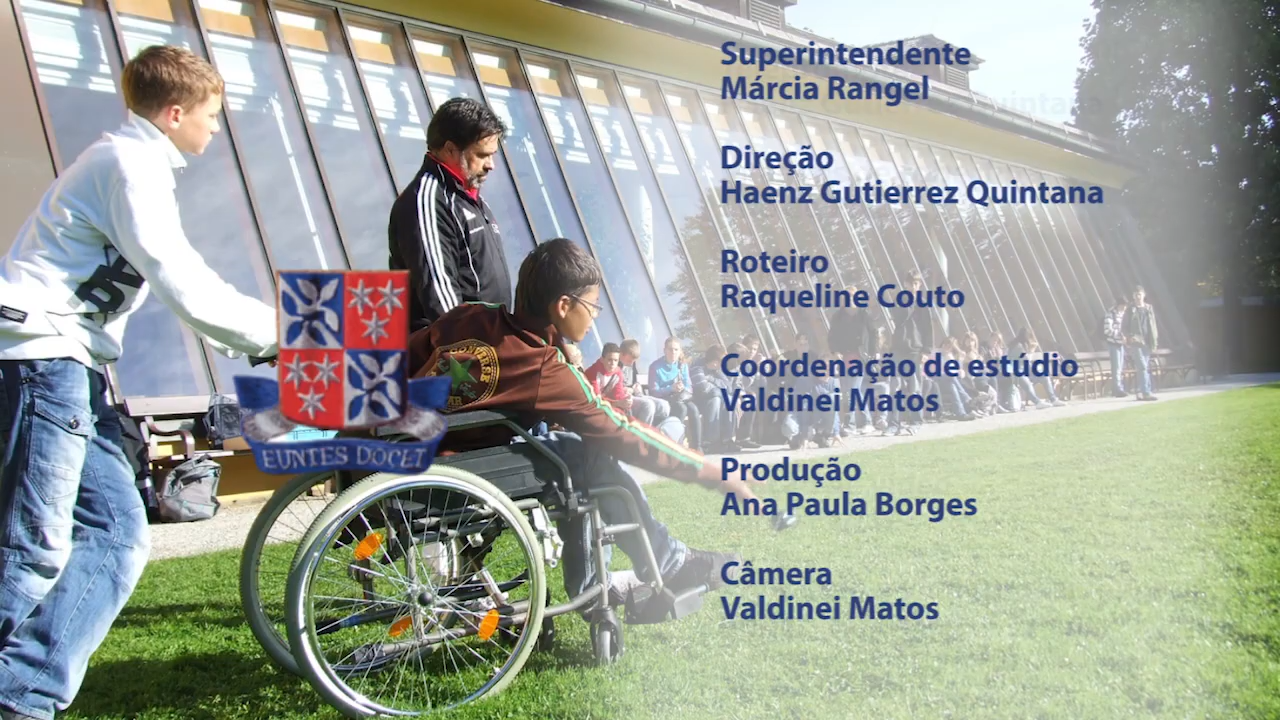 Superintendente
Márcia Rangel
Direção
Haenz Gutierrez Quintana
Roteiro
Raqueline Couto
Coordenação de estúdio
Valdinei Matos
Produção
Ana Paula Borges
Câmera
Valdinei Matos
EUNTES DOCET